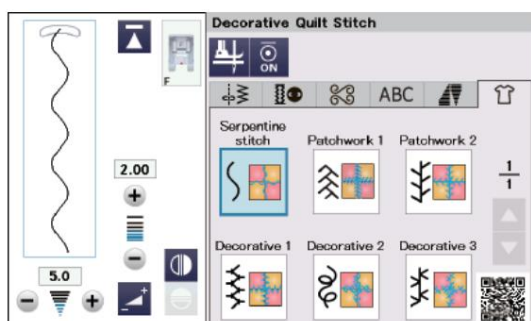 Decorative Quilt Stitch
F
ON
ABC
Serpentine
stitch
Patchwork 1
Patchwork 2
2.00
1
1
5.0
Decorative 1
Decorative 2
Decorative 3